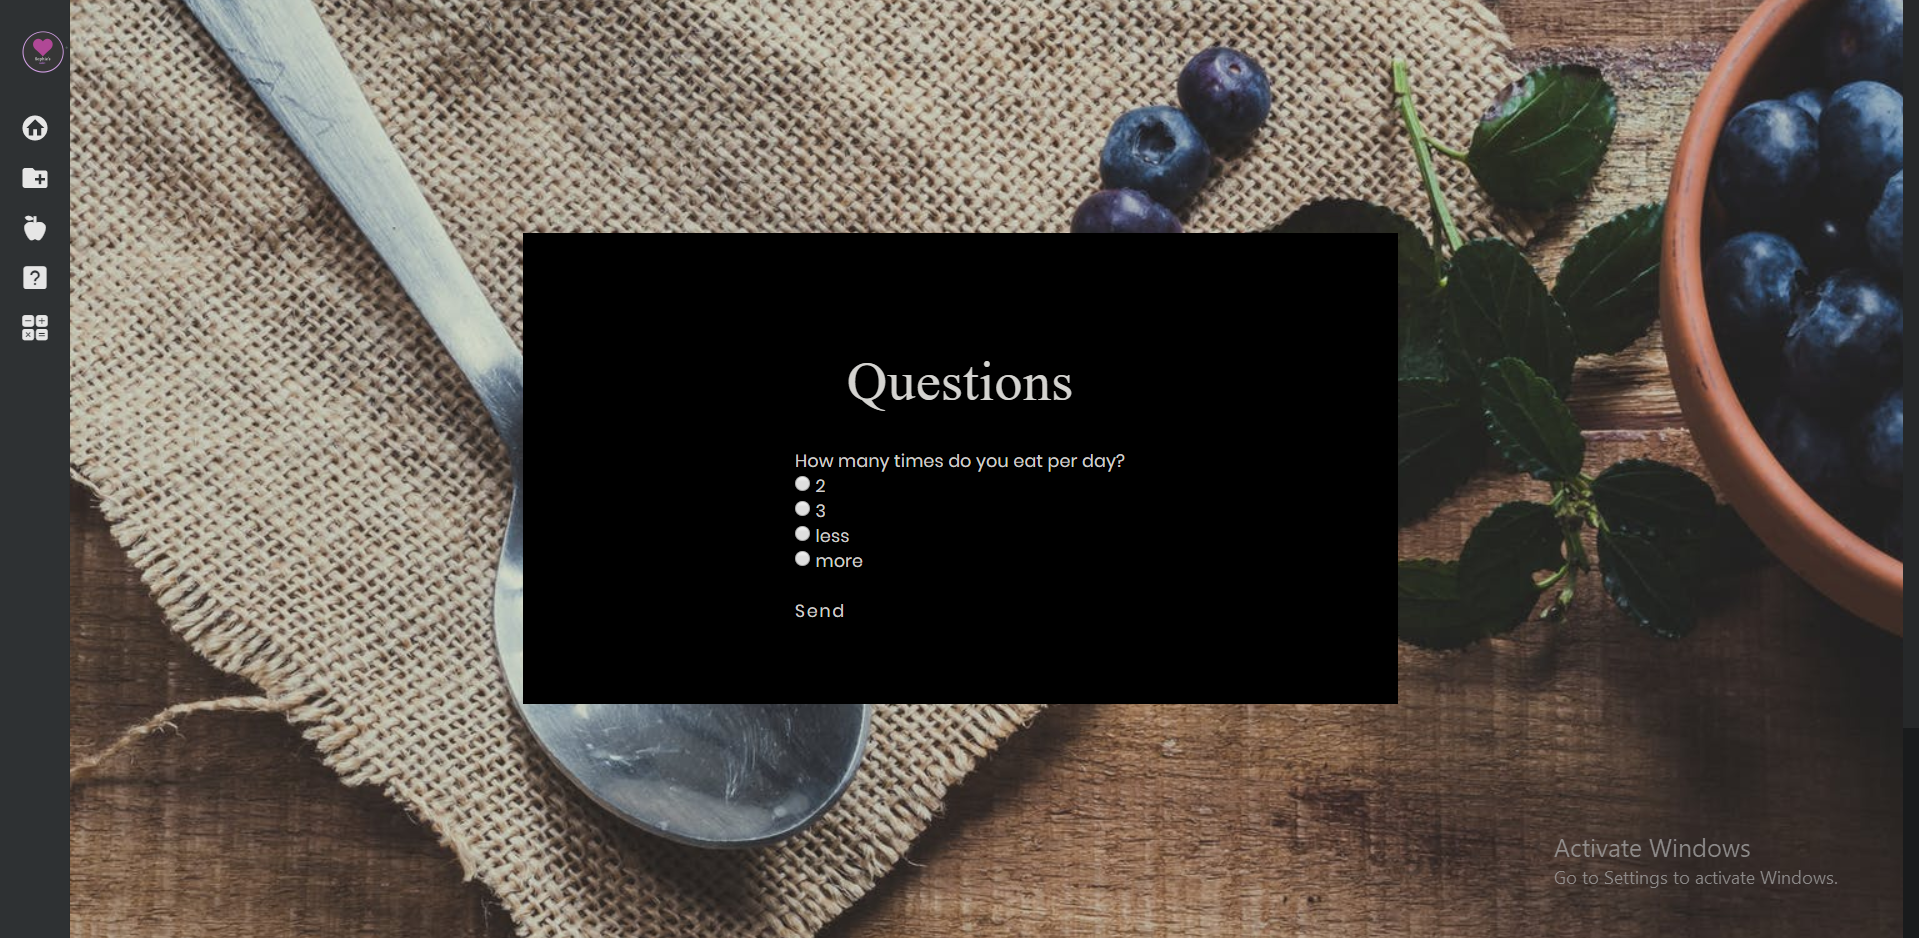 Sophie's
Questions
How many times do you eat per day?
2
3
less
more
Send
Activate Windows
Go to Settings to activate Windows.